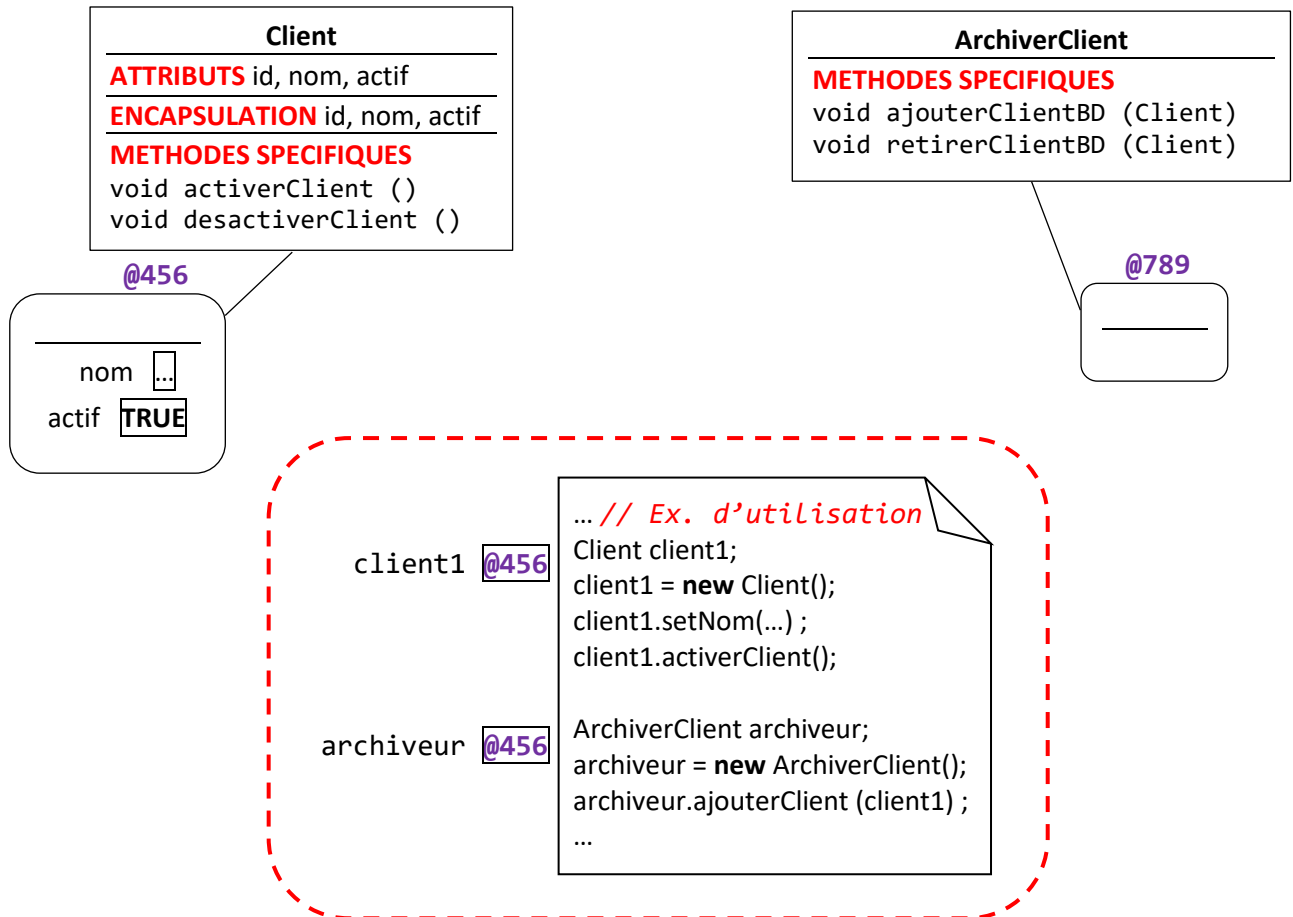 Client
ATTRIBUTS id, nom, actif
ENCAPSULATION id, nom, actif
METHODES SPECIFIQUES
void activerClient ()
void desactiverClient ()
ArchiverClient
METHODES SPECIFIQUES
void ajouterClientBD (Client)
void retirerClientBD (Client)
@456
nom ...
actif TRUE
@789
client1 @456
archiveur @456
... // Ex. d’utilisation
Client client1;
client1 = new Client();
client1.setNom(...) ;
client1.activerClient();
ArchiverClient archiveur;
archiveur = new ArchiverClient();
archiveur.ajouterClient (client1) ;
...